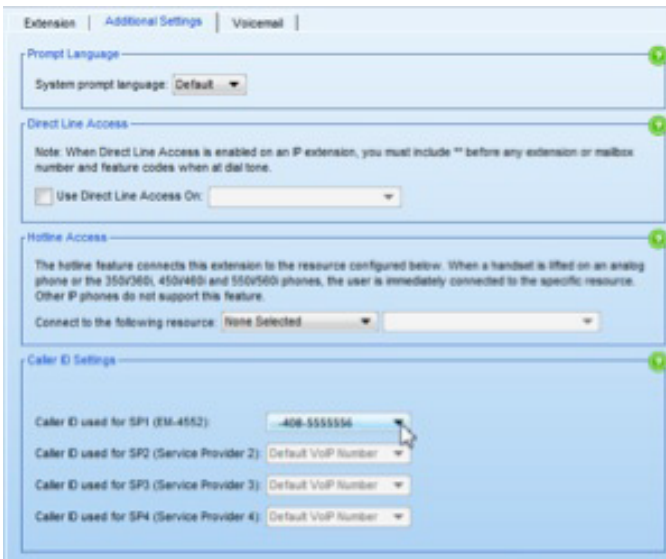 Extension | Additional Settings | Voicemail |
Prompt Language
System prompt language: Default
Direct Line Access
Note: When Direct Line Access is enabled on an IP extension, you must include ** before any extension or mailbox
number and feature codes when at dial tone.
Use Direct Line Access On:
Hotline Access
The hotline feature connects this extension to the resource configured below. When a handset is lifted on an analog
phone or the 350i/360i, 450i/460i and 550i/560i phones, the user is immediately connected to the specific resource.
Other IP phones do not support this feature.
Connect to the following resource: None Selected
Caller ID Settings
Caller ID used for SP1 (EM-4552): -408-5555556
Caller ID used for SP2 (Service Provider 2): Default VoIP Number
Caller ID used for SP3 (Service Provider 3): Default VoIP Number
Caller ID used for SP4 (Service Provider 4): Default VoIP Number